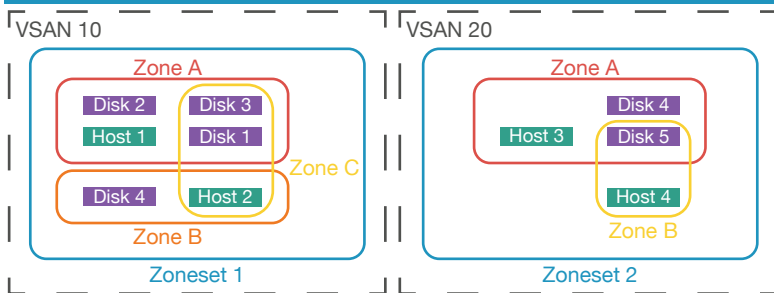 VSAN 10
Zone A
Disk 2
Disk 3
Host 1
Disk 1
Zone C
Disk 4
Host 2
Zone B
Zoneset 1
VSAN 20
Zone A
Disk 4
Host 3
Disk 5
Host 4
Zone B
Zoneset 2